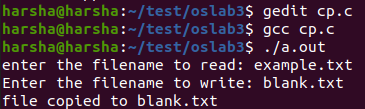 harsha@harsha:~/test/oslab3$ gedit cp.c
harsha@harsha:~/test/oslab3$ gcc cp.c
harsha@harsha:~/test/oslab3$ ./a.out
enter the filename to read: example.txt
Enter the filename to write: blank.txt
file copied to blank.txt